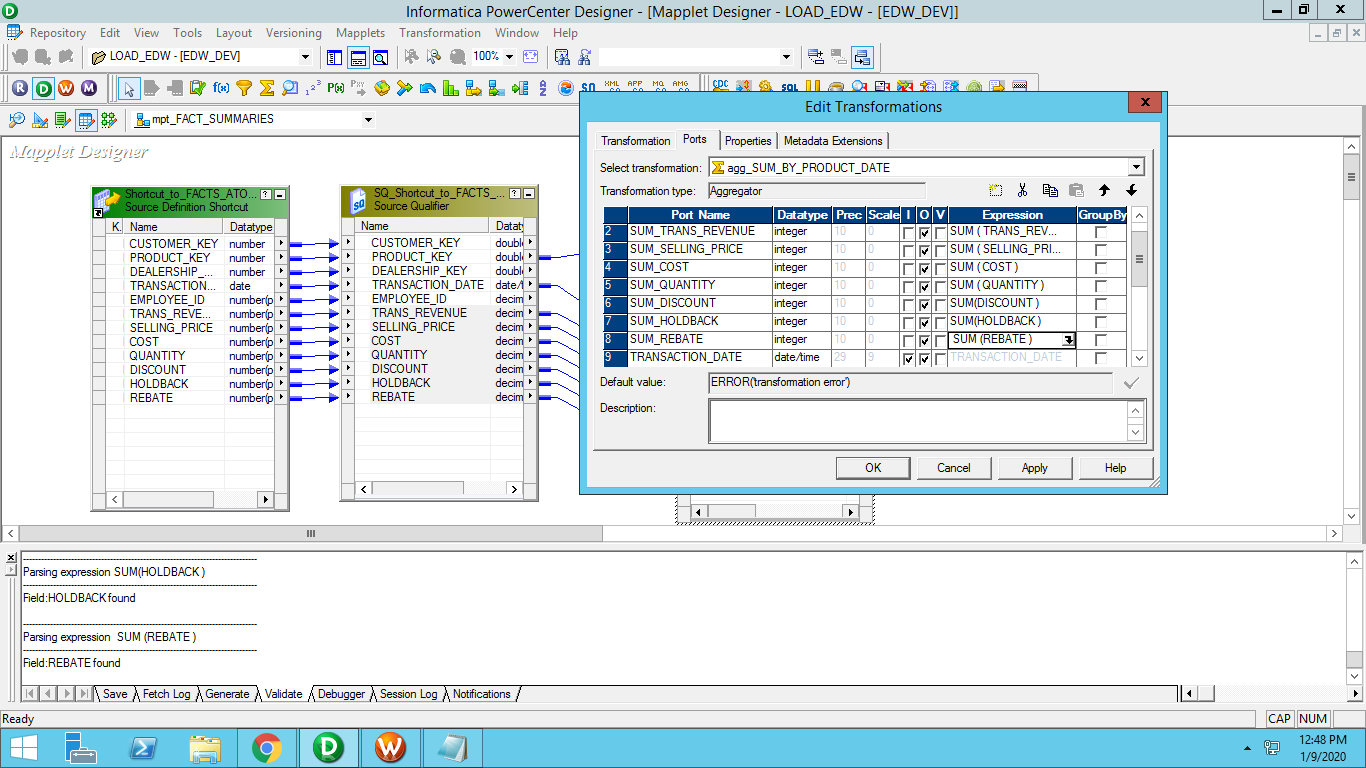 Informatica PowerCenter Designer - [Mapplet Designer - LOAD_EDW - [EDW_DEV]]
Repository Edit View Tools Layout Versioning Mapplets Transformation Window Help
LOAD_EDW - [EDW_DEV] 100%
mpt_FACT_SUMMARIES
Mapplet Designer
Shortcut_to_FACTS_ATO...
Source Definition Shortcut
K. Name Datatype
CUSTOMER_KEY number
PRODUCT_KEY number
DEALERSHIP_... number
TRANSACTION... date
EMPLOYEE_ID number(p
TRANS_REVE... number(p
SELLING_PRICE number(p
COST number(p
QUANTITY number(p
DISCOUNT number(p
HOLDBACK number(p
REBATE number(p
SQ_Shortcut_to_FACTS_...
Source Qualifier
Name Dataty
CUSTOMER_KEY doubl
PRODUCT_KEY doubl
DEALERSHIP_KEY doubl
TRANSACTION_DATE date/t
EMPLOYEE_ID decim
TRANS_REVENUE decim
SELLING_PRICE decim
COST decim
QUANTITY decim
DISCOUNT decim
HOLDBACK decim
REBATE decim
Edit Transformations
Transformation Ports Properties Metadata Extensions
Select transformation: agg_SUM_BY_PRODUCT_DATE
Transformation type: Aggregator
Port Name Datatype Prec Scale I O V Expression GroupBy
2 SUM_TRANS_REVENUE integer 10 0 SUM ( TRANS_REV...
3 SUM_SELLING_PRICE integer 10 0 SUM ( SELLING_PRI...
4 SUM_COST integer 10 0 SUM ( COST )
5 SUM_QUANTITY integer 10 0 SUM ( QUANTITY )
6 SUM_DISCOUNT integer 10 0 SUM(DISCOUNT )
7 SUM_HOLDBACK integer 10 0 SUM(HOLDBACK )
8 SUM_REBATE integer 10 0 SUM (REBATE )
9 TRANSACTION_DATE date/time 29 9 TRANSACTION_DATE
Default value: ERROR('transformation error')
Description:
OK Cancel Apply Help
Parsing expression SUM(HOLDBACK )
Field:HOLDBACK found
Parsing expression SUM (REBATE )
Field:REBATE found
Save Fetch Log Generate Validate Debugger Session Log Notifications
Ready CAP NUM
12:48 PM
1/9/2020